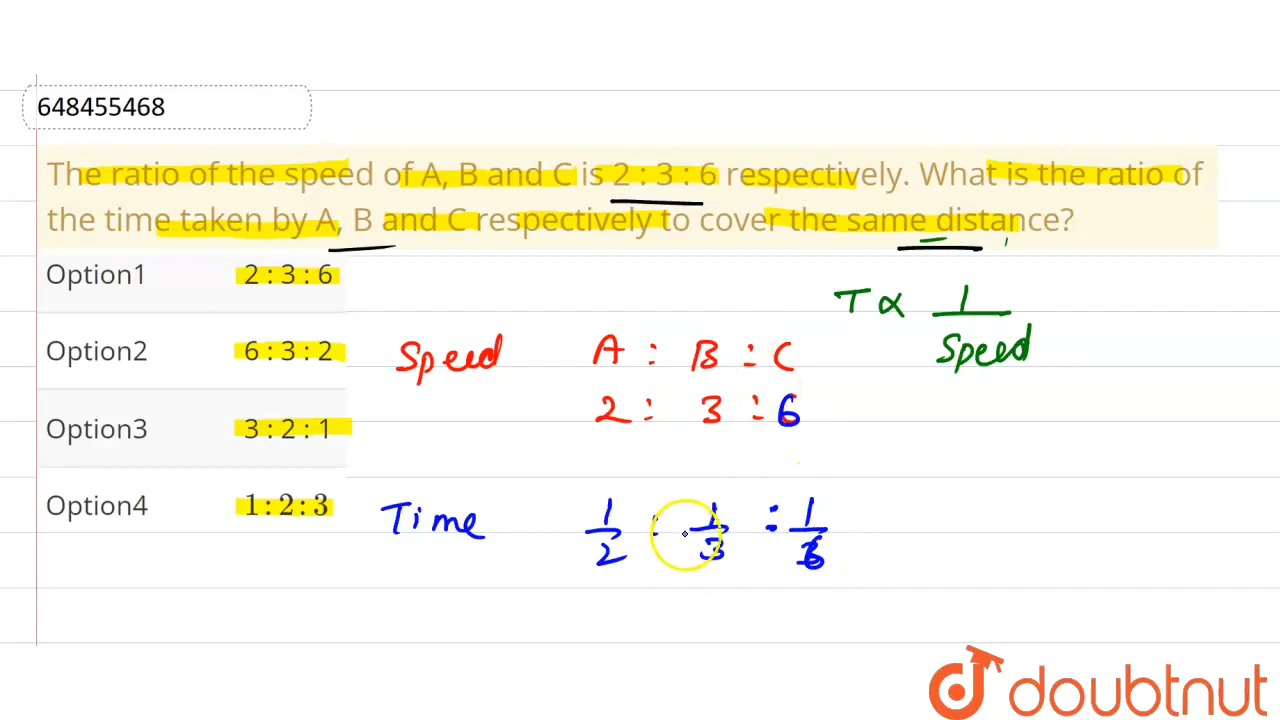 648455468
The ratio of the speed of A, B and C is 2 : 3 : 6 respectively. What is the ratio of
the time taken by A, B and C respectively to cover the same distance?
Option1 2 : 3 : 6
Option2 6 : 3 : 2
Option3 3 : 2 : 1
Option4 1 : 2 : 3
T ∝ 1/Speed
Speed A : B : C
2 : 3 : 6
Time 1/2 : 1/3 : 1/6
doubtnut